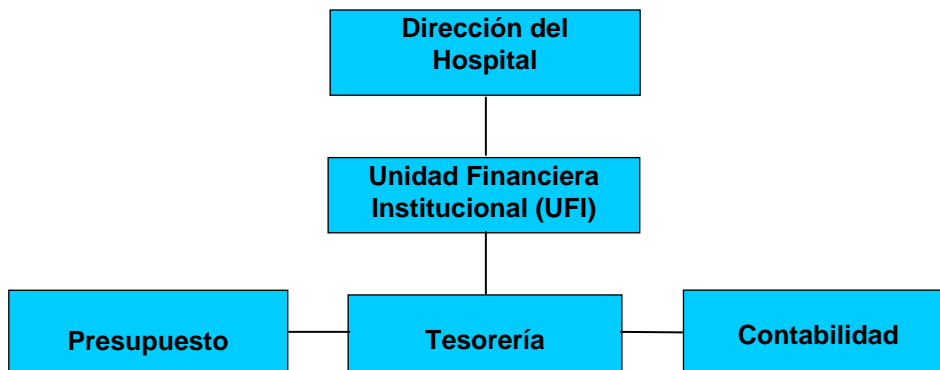 Dirección del
Hospital
Unidad Financiera
Institucional (UFI)
Presupuesto
Tesorería
Contabilidad